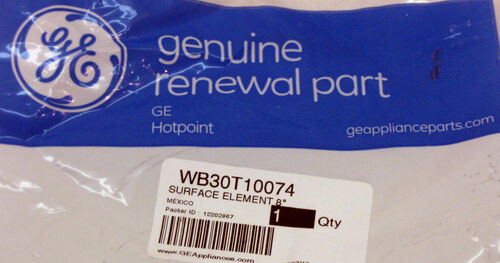 GE
genuine
renewal part
GE
Hotpoint
geapplianceparts.com
WB30T10074
SURFACE ELEMENT 8"
MEXICO
Packer ID : 12202867
1 Qty
www.GEAppliances.com